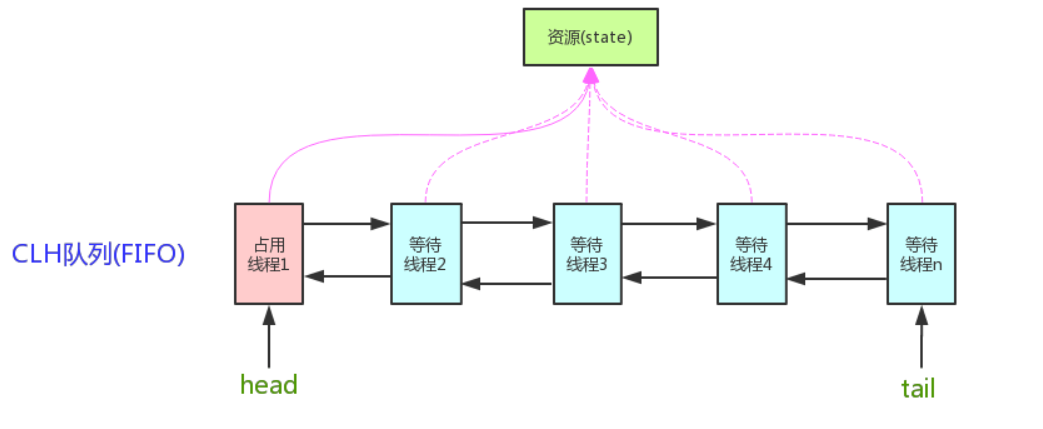 资源(state)
CLH队列(FIFO)
占用
线程1
等待
线程2
等待
线程3
等待
线程4
等待
线程n
head
tail